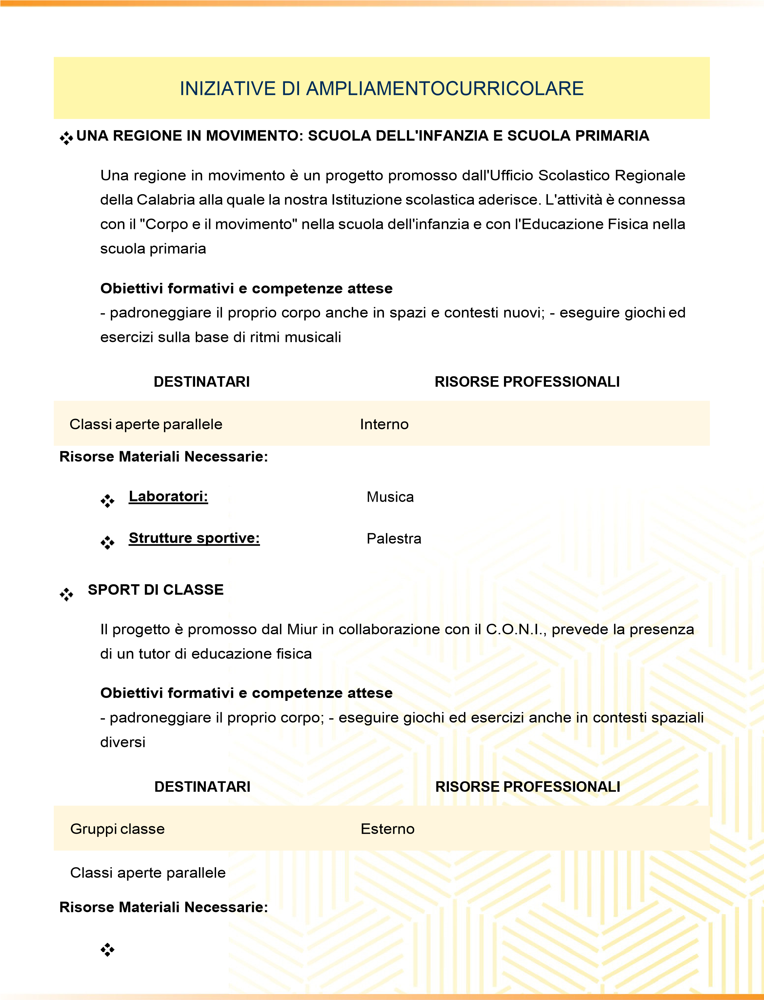 INIZIATIVE DI AMPLIAMENTOCURRICOLARE
❖ UNA REGIONE IN MOVIMENTO: SCUOLA DELL'INFANZIA E SCUOLA PRIMARIA
Una regione in movimento è un progetto promosso dall'Ufficio Scolastico Regionale
della Calabria alla quale la nostra Istituzione scolastica aderisce. L'attività è connessa
con il "Corpo e il movimento" nella scuola dell'infanzia e con l'Educazione Fisica nella
scuola primaria
Obiettivi formativi e competenze attese
- padroneggiare il proprio corpo anche in spazi e contesti nuovi; - eseguire giochi ed
esercizi sulla base di ritmi musicali
DESTINATARI RISORSE PROFESSIONALI
Classi aperte parallele Interno
Risorse Materiali Necessarie:
❖ Laboratori: Musica
❖ Strutture sportive: Palestra
❖ SPORT DI CLASSE
Il progetto è promosso dal Miur in collaborazione con il C.O.N.I., prevede la presenza
di un tutor di educazione fisica
Obiettivi formativi e competenze attese
- padroneggiare il proprio corpo; - eseguire giochi ed esercizi anche in contesti spaziali
diversi
DESTINATARI RISORSE PROFESSIONALI
Gruppi classe Esterno
Classi aperte parallele
Risorse Materiali Necessarie:
❖